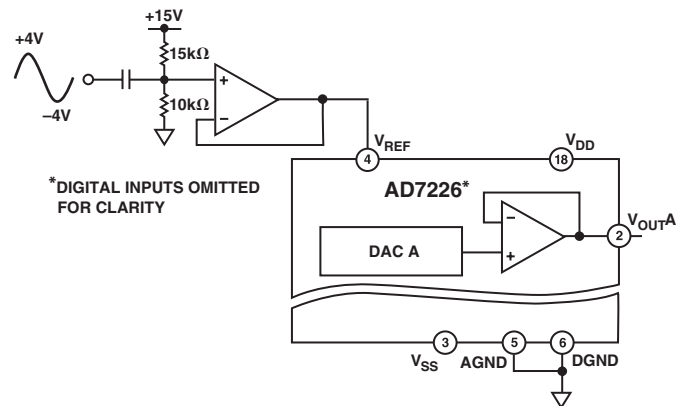 +15V
+4V
15kΩ
+
10kΩ
−
–4V
VREF
VDD
4
18
*DIGITAL INPUTS OMITTED
FOR CLARITY
AD7226*
−
VOUTA
DAC A
+
2
3
5
6
VSS
AGND
DGND